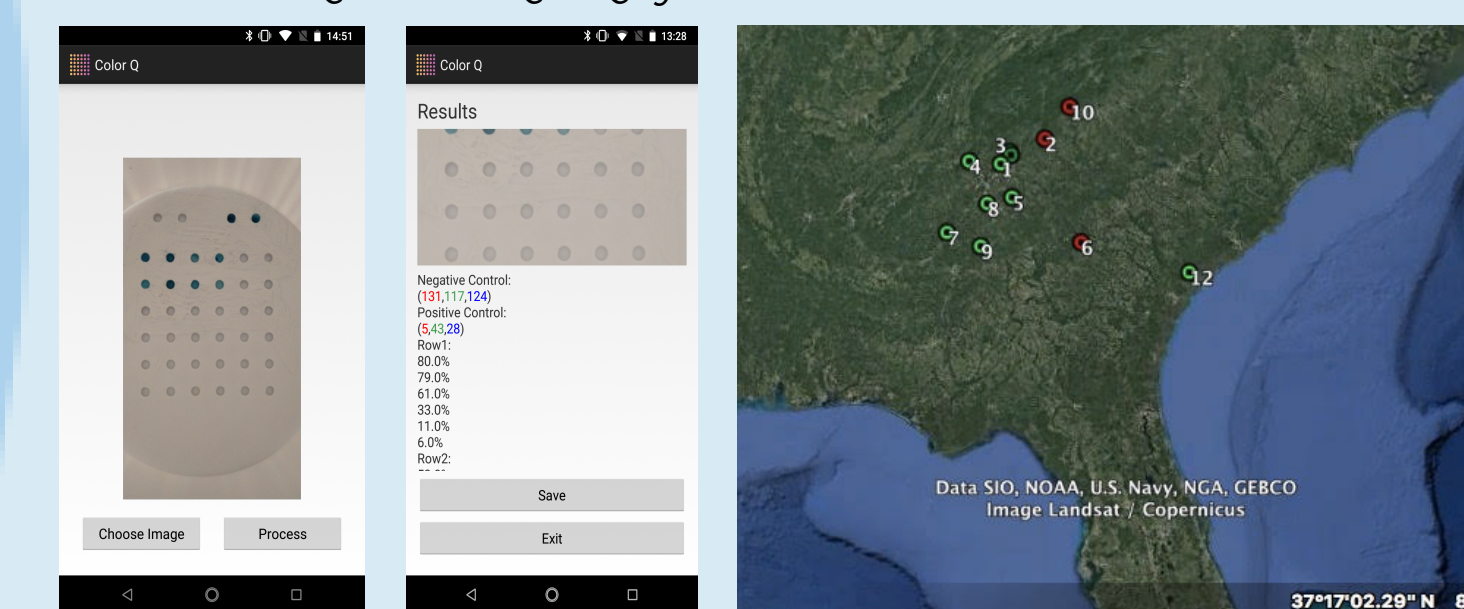 14:51
Color Q
Choose Image
Process
13:28
Color Q
Results
Negative Control:
(131,117,124)
Positive Control:
(5,43,28)
Row1:
80.0%
79.0%
61.0%
33.0%
11.0%
6.0%
Row2:
Save
Exit
10
2
3
1
4
5
8
7
9
6
12
Data SIO, NOAA, U.S. Navy, NGA, GEBCO
Image Landsat / Copernicus
37°17'02.29" N